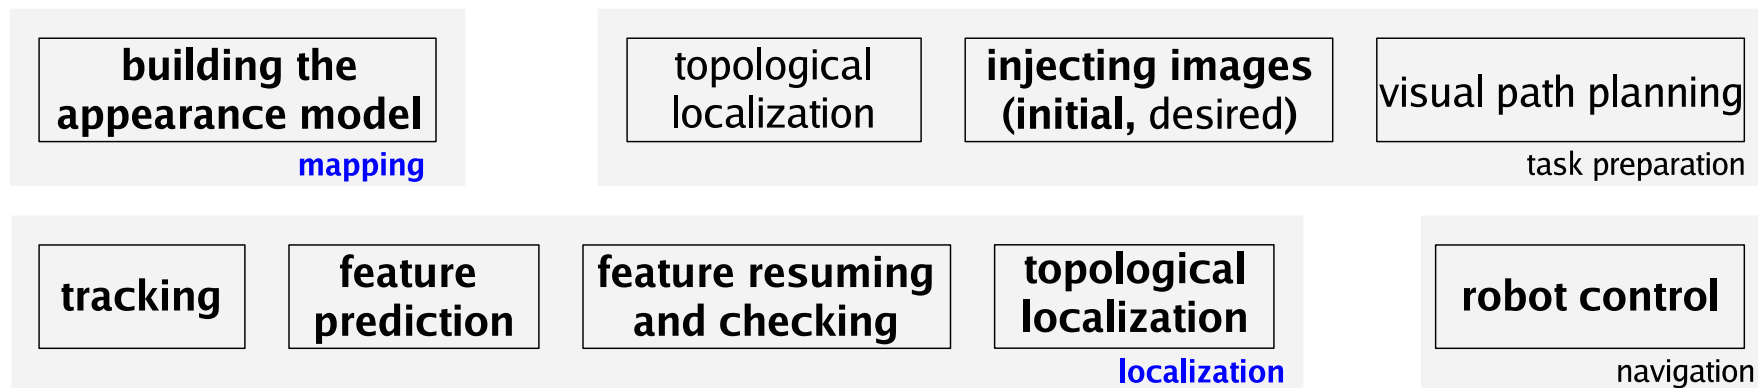 building the
appearance model
mapping
topological
localization
injecting images
(initial, desired)
visual path planning
task preparation
tracking
feature
prediction
feature resuming
and checking
topological
localization
localization
robot control
navigation